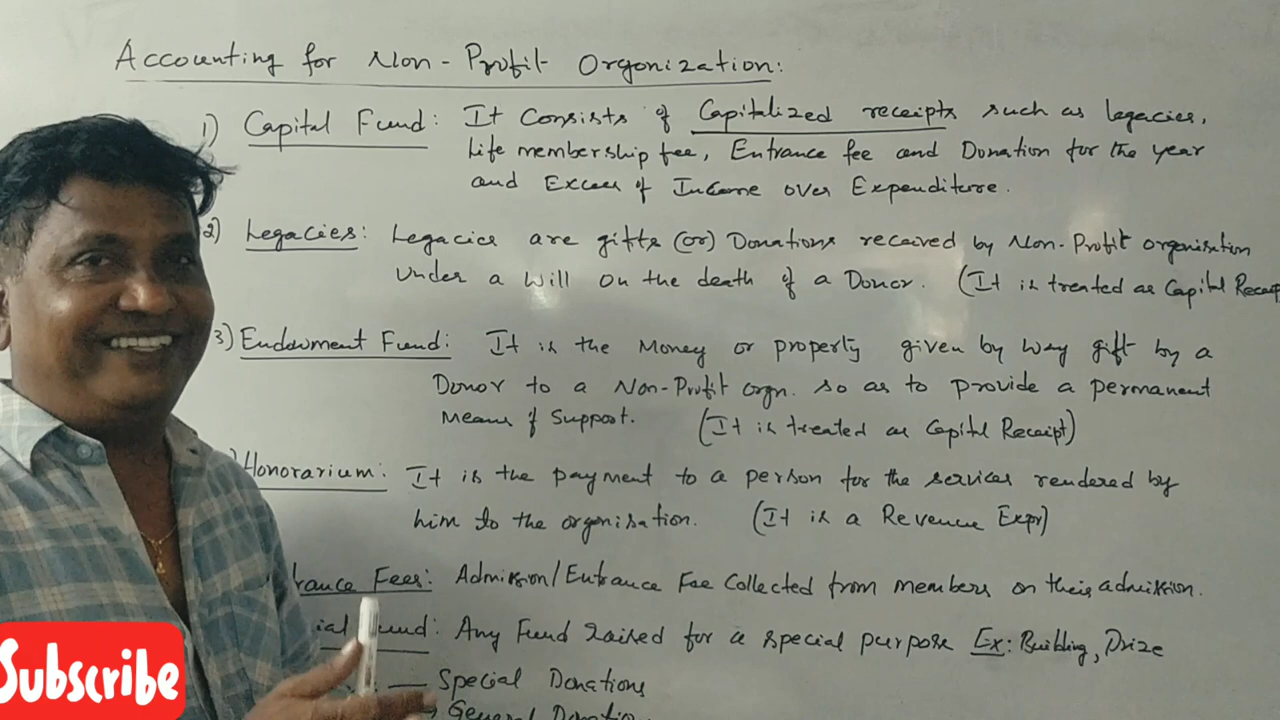 Accounting for Non-Profit Orgonization:
1) Capital Fund: It consists of Capitalized receipts such as legacies,
Life membership fee, Entrance fee and Donation for the year
and Excess of Income over Expenditure.
2) Legacies: Legacies are gifts (or) Donations received by Non-Profit organisation
under a will on the death of a Donor. (It is treated as Capital Receip
3) Endowment Fund: It is the Money or property given by way gift by a
Donor to a Non-Profit orgn. so as to provide a permanent
Means of Support. (It is treated as Capital Receipt)
) Honorarium: It is the payment to a person for the services rendered by
him to the organisation. (It is a Revenue Expr)
rance Fees: Admission/Entrance Fee Collected from members on their admission.
ial Fund: Any Fund raised for a special purpose Ex: Building, Prize
— Special Donations
→ General Donatio
Subscribe